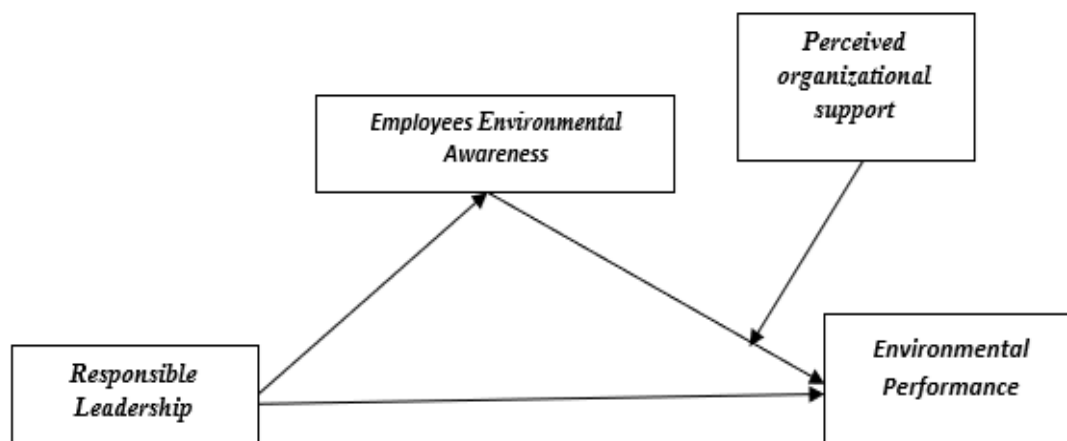 Perceived
organizational
support
Employees Environmental
Awareness
Responsible
Leadership
Environmental
Performance